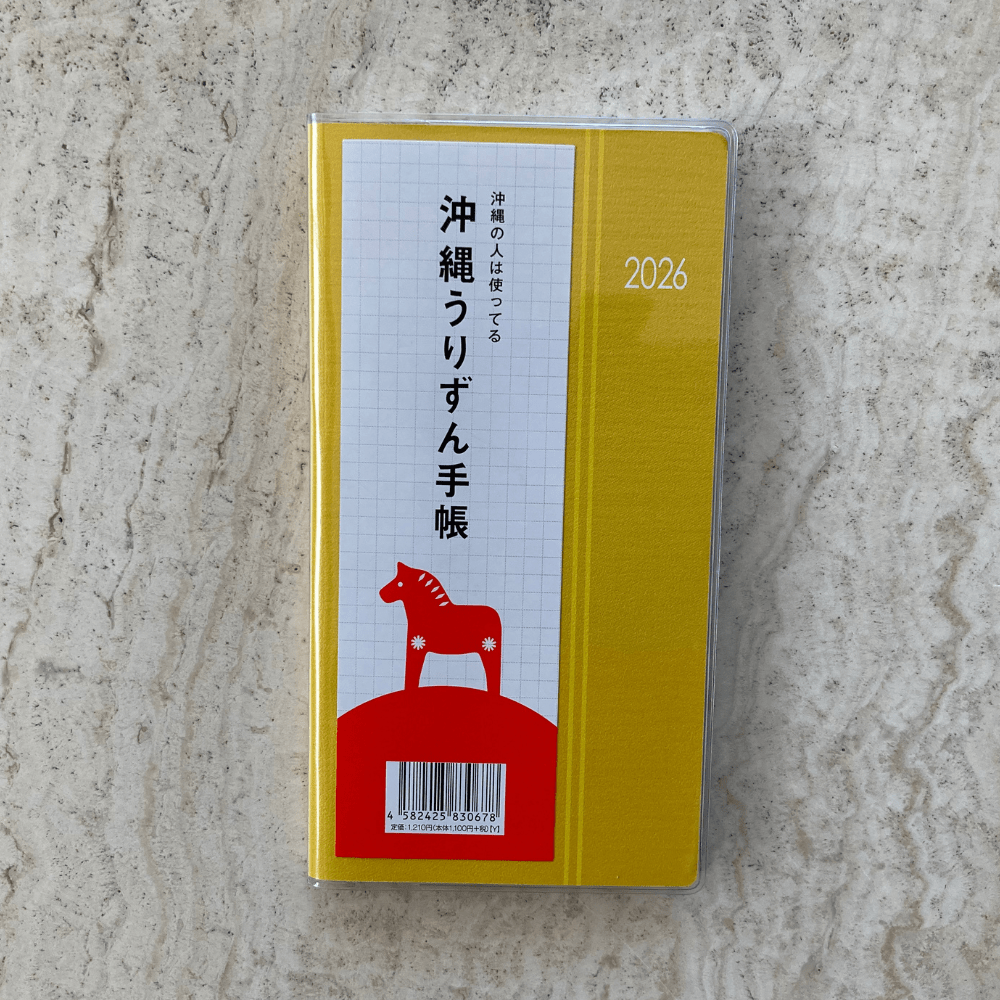 沖縄の人は使ってる
沖縄うりずん手帳
2026
4 582425 830678
定価:1,210円(本体1,100円+税)【Y】